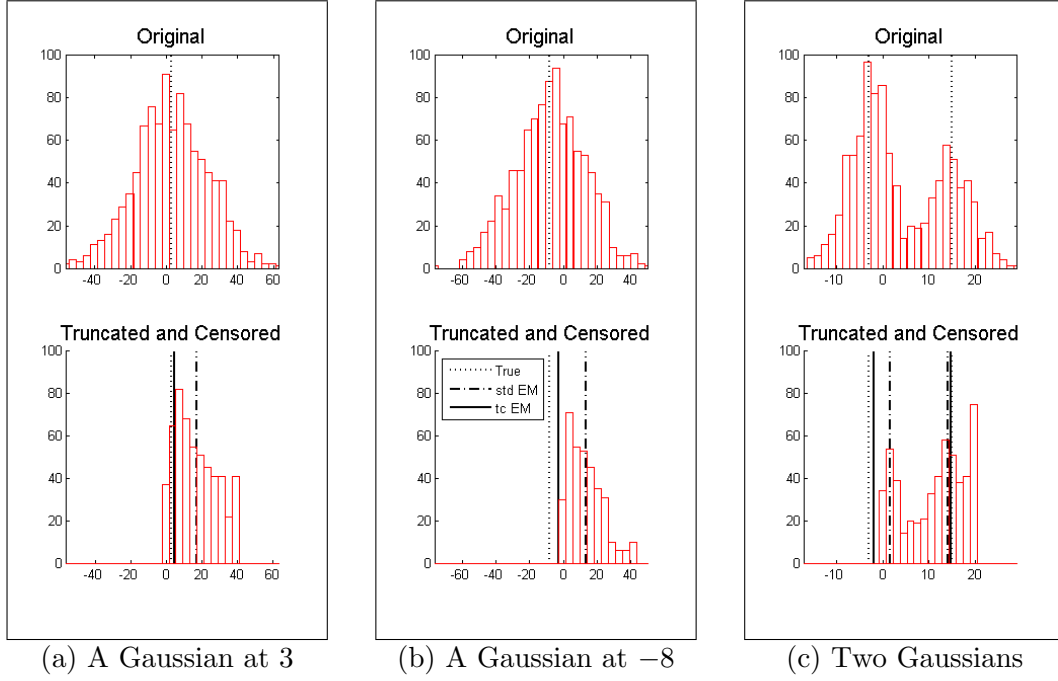 Original
100
80
60
40
20
0
-40 -20 0 20 40 60
Truncated and Censored
100
80
60
40
20
0
-40 -20 0 20 40 60
(a) A Gaussian at 3
Original
100
80
60
40
20
0
-60 -40 -20 0 20 40
Truncated and Censored
100
80
60
40
20
0
-60 -40 -20 0 20 40
True
std EM
tc EM
(b) A Gaussian at −8
Original
100
80
60
40
20
0
-10 0 10 20
Truncated and Censored
100
80
60
40
20
0
-10 0 10 20
(c) Two Gaussians